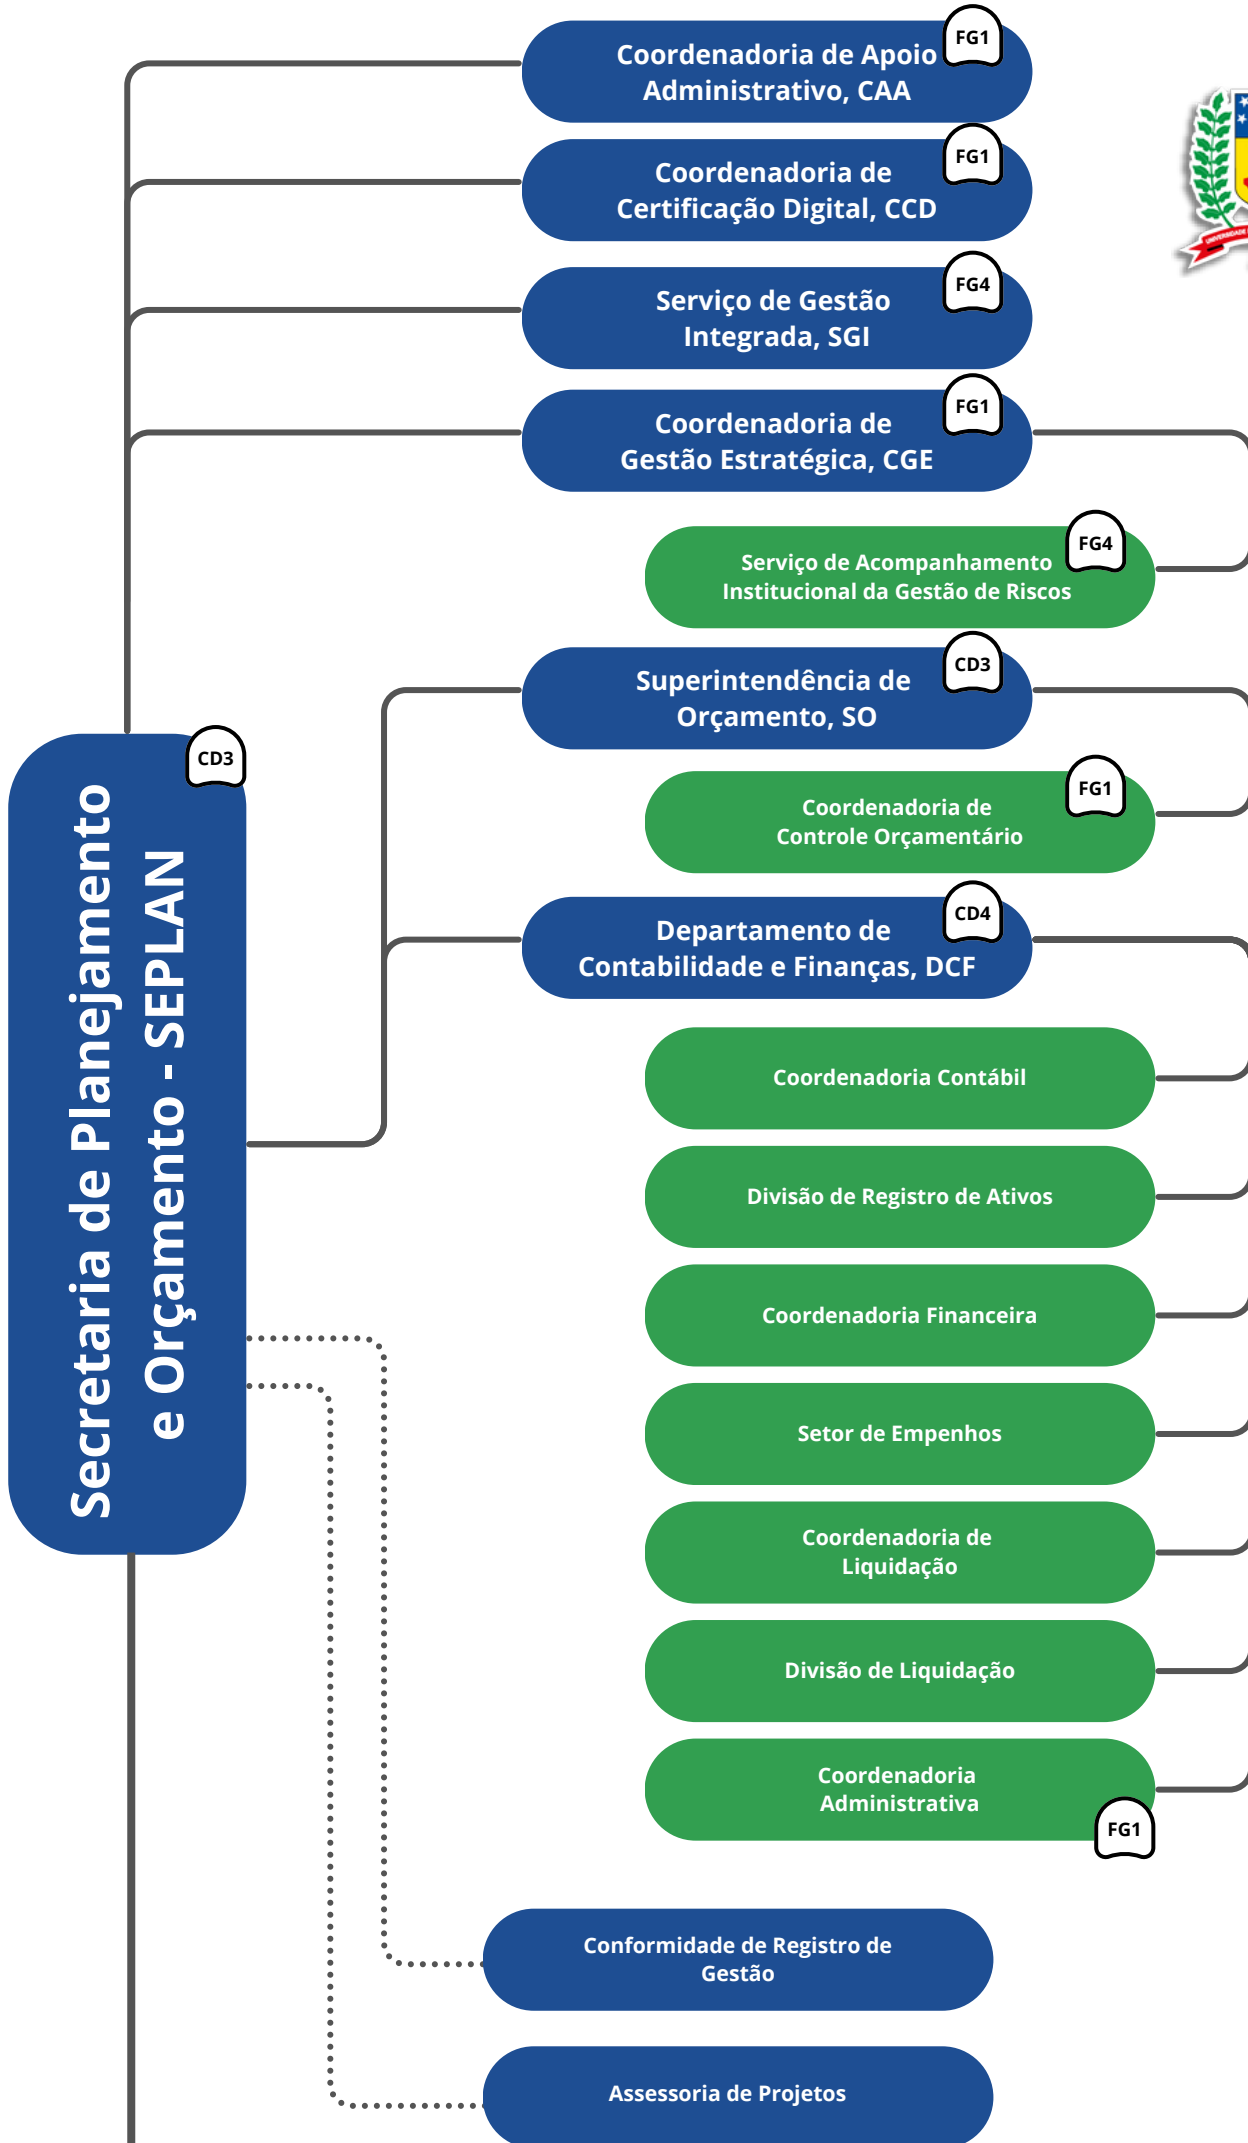 FG1
Coordenadoria de Apoio
Administrativo, CAA
FG1
Coordenadoria de
Certificação Digital, CCD
FG4
Serviço de Gestão
Integrada, SGI
FG1
Coordenadoria de
Gestão Estratégica, CGE
FG4
Serviço de Acompanhamento
Institucional da Gestão de Riscos
CD3
Superintendência de
Orçamento, SO
CD3
Secretaria de Planejamento
e Orçamento - SEPLAN
FG1
Coordenadoria de
Controle Orçamentário
CD4
Departamento de
Contabilidade e Finanças, DCF
Coordenadoria Contábil
Divisão de Registro de Ativos
Coordenadoria Financeira
Setor de Empenhos
Coordenadoria de
Liquidação
Divisão de Liquidação
Coordenadoria
Administrativa
FG1
Conformidade de Registro de
Gestão
Assessoria de Projetos